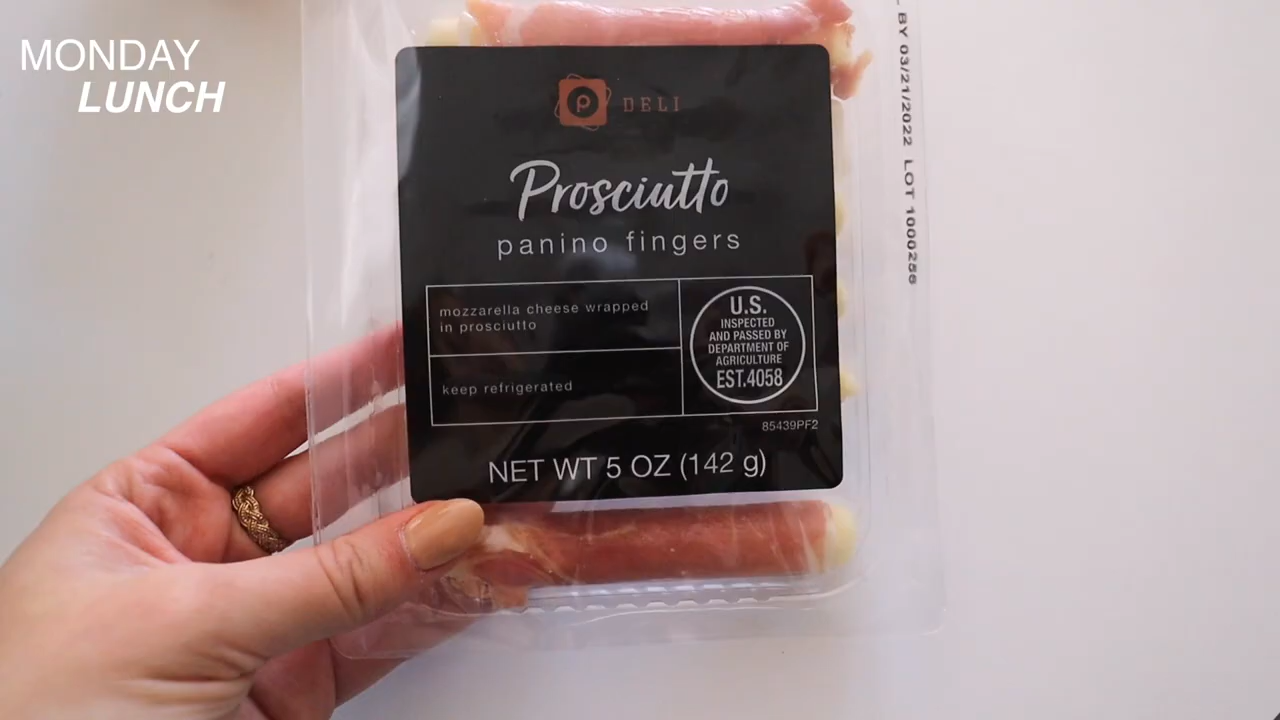 MONDAY
LUNCH
DELI
Prosciutto
panino fingers
mozzarella cheese wrapped
in prosciutto
keep refrigerated
U.S.
INSPECTED
AND PASSED BY
DEPARTMENT OF
AGRICULTURE
EST.4058
85439PF2
NET WT 5 OZ (142 g)
BY 03/21/2022 LOT 1000256